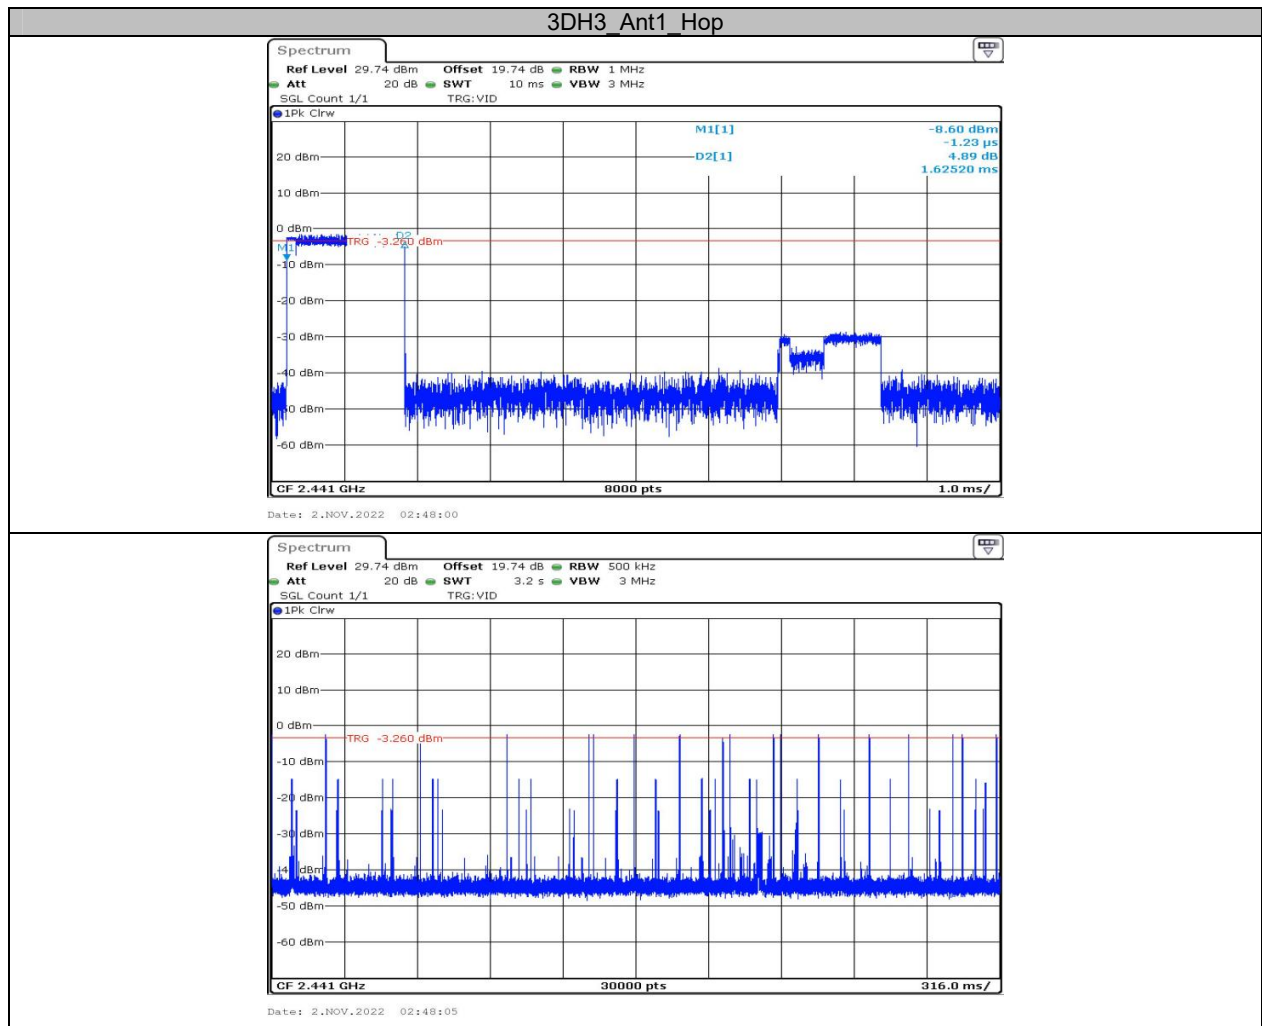 3DH3_Ant1_Hop
Spectrum
Ref Level 29.74 dBm Offset 19.74 dB RBW 1 MHz
Att 20 dB SWT 10 ms VBW 3 MHz
SGL Count 1/1 TRG:VID
1Pk Clrw
M1[1] -8.60 dBm
-1.23 µs
20 dBm D2[1] 4.89 dB
1.62520 ms
10 dBm
0 dBm
D2
TRG -3.260 dBm
M1
-10 dBm
-20 dBm
-30 dBm
-40 dBm
-50 dBm
-60 dBm
CF 2.441 GHz 8000 pts 1.0 ms/
Date: 2.NOV.2022 02:48:00
Spectrum
Ref Level 29.74 dBm Offset 19.74 dB RBW 500 kHz
Att 20 dB SWT 3.2 s VBW 3 MHz
SGL Count 1/1 TRG:VID
1Pk Clrw
20 dBm
10 dBm
0 dBm
TRG -3.260 dBm
-10 dBm
-20 dBm
-30 dBm
dBm
-50 dBm
-60 dBm
CF 2.441 GHz 30000 pts 316.0 ms/
Date: 2.NOV.2022 02:48:05